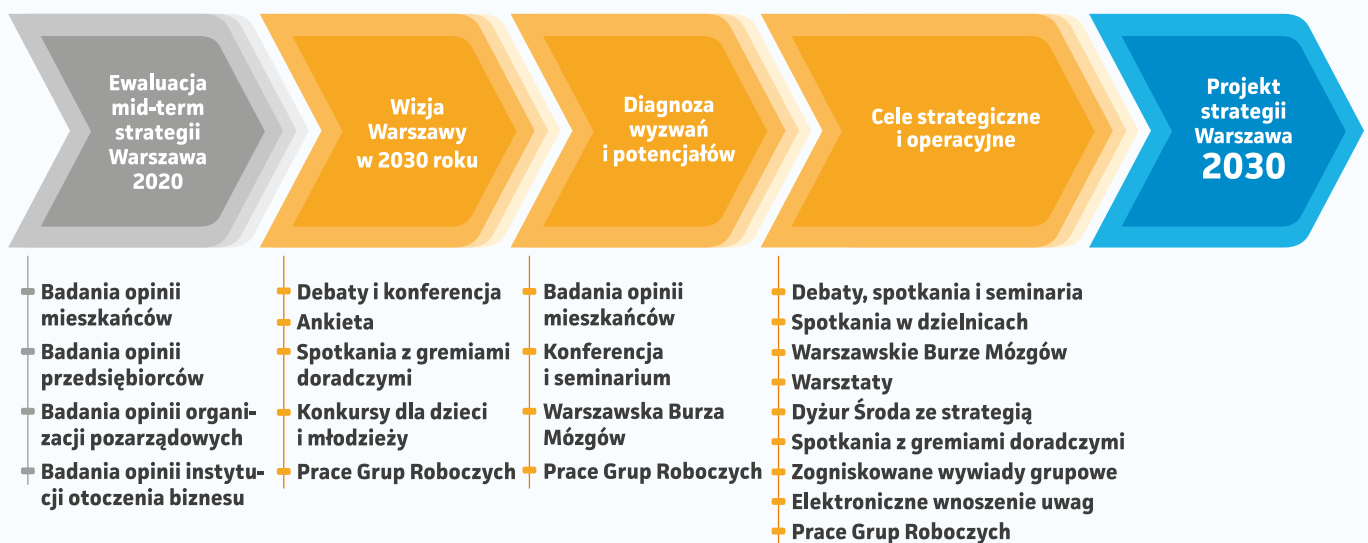 Ewaluacja
mid-term
strategii
Warszawa
2020
Wizja
Warszawy
w 2030 roku
Diagnoza
wyzwań
i potencjałów
Cele strategiczne
i operacyjne
Projekt
strategii
Warszawa
2030
Badania opinii
mieszkańców
Badania opinii
przedsiębiorców
Badania opinii organi-
zacji pozarządowych
Badania opinii instytu-
cji otoczenia biznesu
Debaty i konferencja
Ankieta
Spotkania z gremiami
doradczymi
Konkursy dla dzieci
i młodzieży
Prace Grup Roboczych
Badania opinii
mieszkańców
Konferencja
i seminarium
Warszawska Burza
Mózgów
Prace Grup Roboczych
Debaty, spotkania i seminaria
Spotkania w dzielnicach
Warszawskie Burze Mózgów
Warsztaty
Dyżur Środa ze strategią
Spotkania z gremiami doradczymi
Zogniskowane wywiady grupowe
Elektroniczne wnoszenie uwag
Prace Grup Roboczych